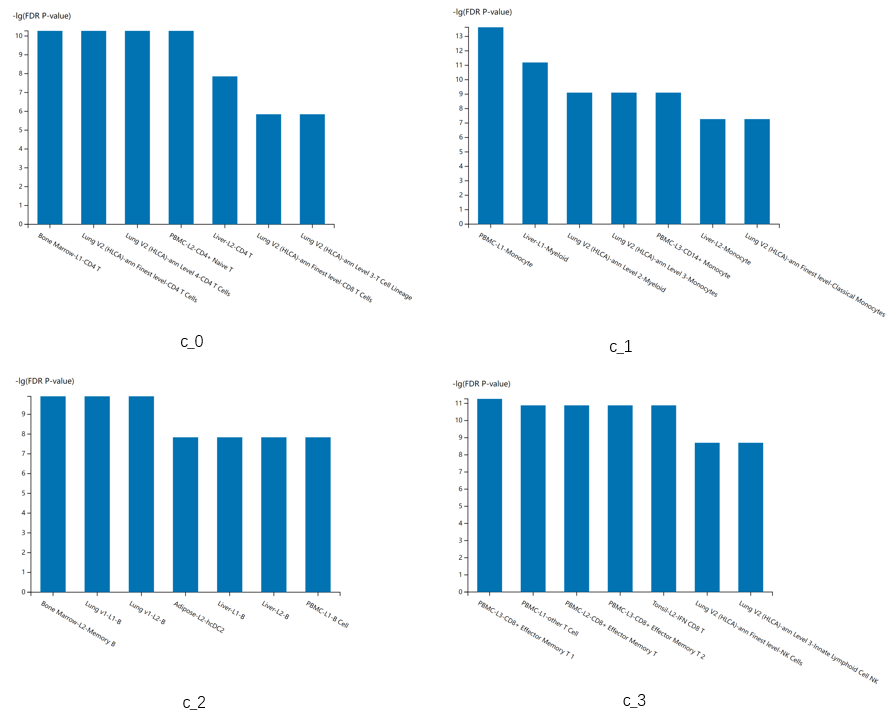 -lg(FDR P-value)
10
9
8
7
6
5
4
3
2
1
0
Bone Marrow-L1-CD4 T
Lung V2 (HLCA)-ann Finest level-CD4 T Cells
Lung V2 (HLCA)-ann Level 4-CD4 T Cells
PBMC-L2-CD4+ Naive T
Liver-L2-CD4 T
Lung V2 (HLCA)-ann Finest level-CD8 T Cells
Lung V2 (HLCA)-ann Level 3-T Cell Lineage
c_0
-lg(FDR P-value)
13
12
11
10
9
8
7
6
5
4
3
2
1
0
PBMC-L1-Monocyte
Liver-L1-Myeloid
Lung V2 (HLCA)-ann Level 2-Myeloid
Lung V2 (HLCA)-ann Level 3-Monocytes
PBMC-L3-CD14+ Monocyte
Liver-L2-Monocyte
Lung V2 (HLCA)-ann Finest level-Classical Monocytes
c_1
-lg(FDR P-value)
9
8
7
6
5
4
3
2
1
0
Bone Marrow-L2-Memory B
Lung v1-L1-B
Lung v1-L2-B
Adipose-L2-hcDC2
Liver-L1-B
Liver-L2-B
PBMC-L1-B Cell
c_2
-lg(FDR P-value)
11
10
9
8
7
6
5
4
3
2
1
0
PBMC-L3-CD8+ Effector Memory T 1
PBMC-L1-other T Cell
PBMC-L2-CD8+ Effector Memory T
PBMC-L3-CD8+ Effector Memory T 2
Tonsil-L2-IFN CD8 T
Lung V2 (HLCA)-ann Finest level-NK Cells
Lung V2 (HLCA)-ann Level 3-Innate Lymphoid Cell NK
c_3